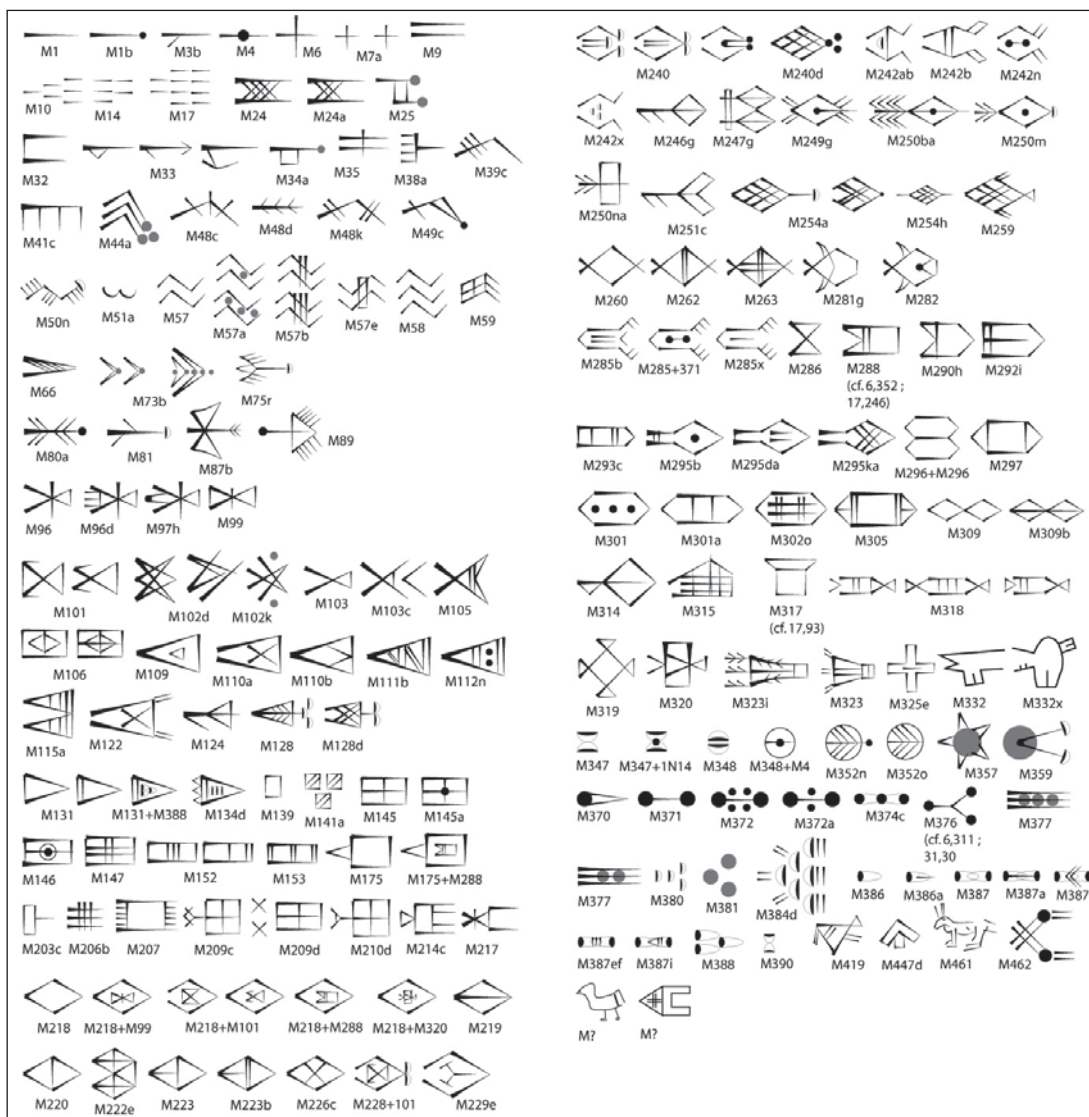 M1 M1b M3b M4 M6 M7a M9
M10 M14 M17 M24 M24a M25
M32 M33 M34a M35 M38a M39c
M41c M44a M48c M48d M48k M49c
M50n M51a M57 M57a M57b M57e M58 M59
M66 M73b M75r
M80a M81 M87b M89
M96 M96d M97h M99
M101 M102d M102k M103 M103c M105
M106 M109 M110a M110b M111b M112n
M115a M122 M124 M128 M128d
M131 M131+M388 M134d M139 M141a M145 M145a
M146 M147 M152 M153 M175 M175+M288
M203c M206b M207 M209c M209d M210d M214c M217
M218 M218+M99 M218+M101 M218+M288 M218+M320 M219
M220 M222e M223 M223b M226c M228+101 M229e
M240 M240d M242ab M242b M242n
M242x M246g M247g M249g M250ba M250m
M250na M251c M254a M254h M259
M260 M262 M263 M281g M282
M285b M285+371 M285x M286 M288 M290h M292i
(cf. 6,352 ;
17,246)
M293c M295b M295da M295ka M296+M296 M297
M301 M301a M302o M305 M309 M309b
M314 M315 M317 M318
(cf. 17,93)
M319 M320 M323i M323 M325e M332 M332x
M347 M347+1N14 M348 M348+M4 M352n M352o M357 M359
M370 M371 M372 M372a M374c M376 M377
(cf. 6,311 ;
31,30
M377 M380 M381 M384d M386 M386a M387 M387a M387
M387ef M387i M388 M390 M419 M447d M461 M462
M? M?